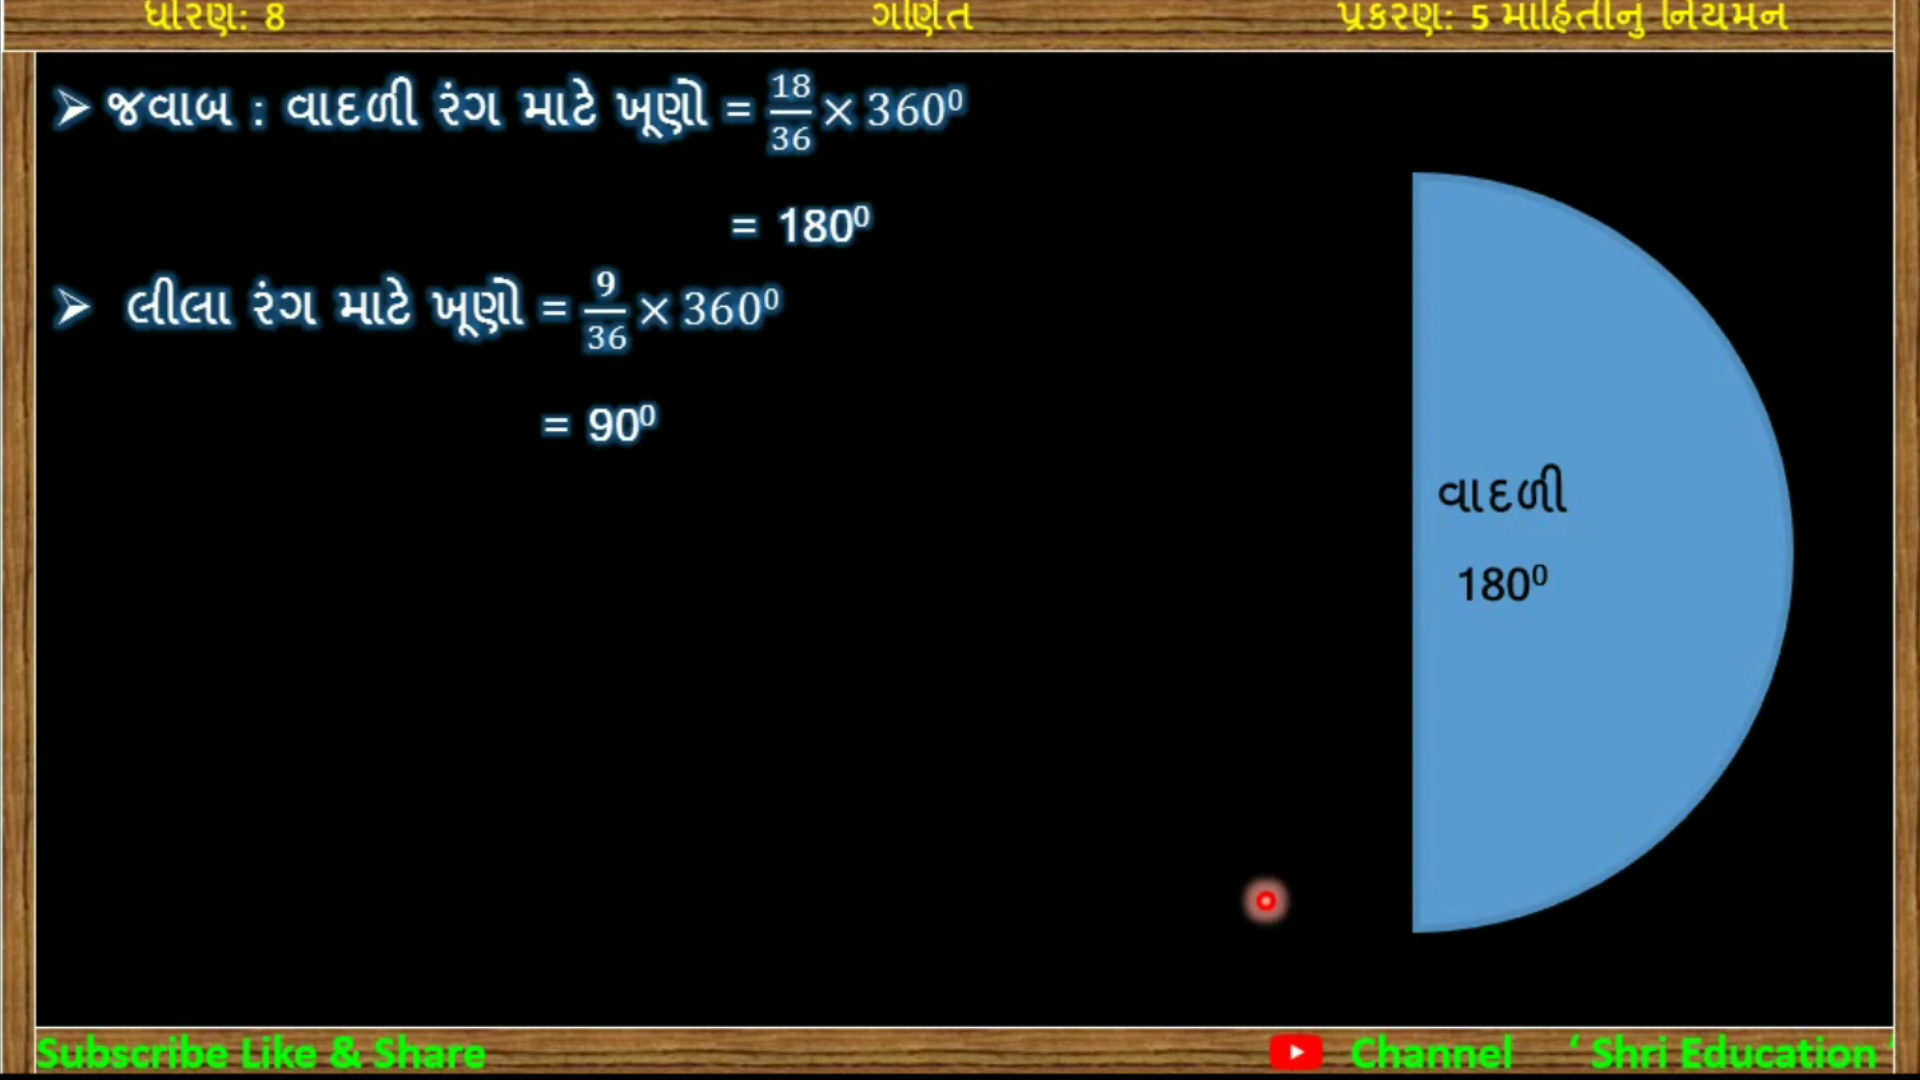 ધોરણ: 8
ગણિત
પ્રકરણ: 5 માહિતીનું નિયમન
➢ જવાબ : વાદળી રંગ માટે ખૂણો = 18/36 × 360⁰
= 180⁰
➢ લીલા રંગ માટે ખૂણો = 9/36 × 360⁰
= 90⁰
વાદળી
180⁰
Subscribe Like & Share
Channel ‘ Shri Education ‘